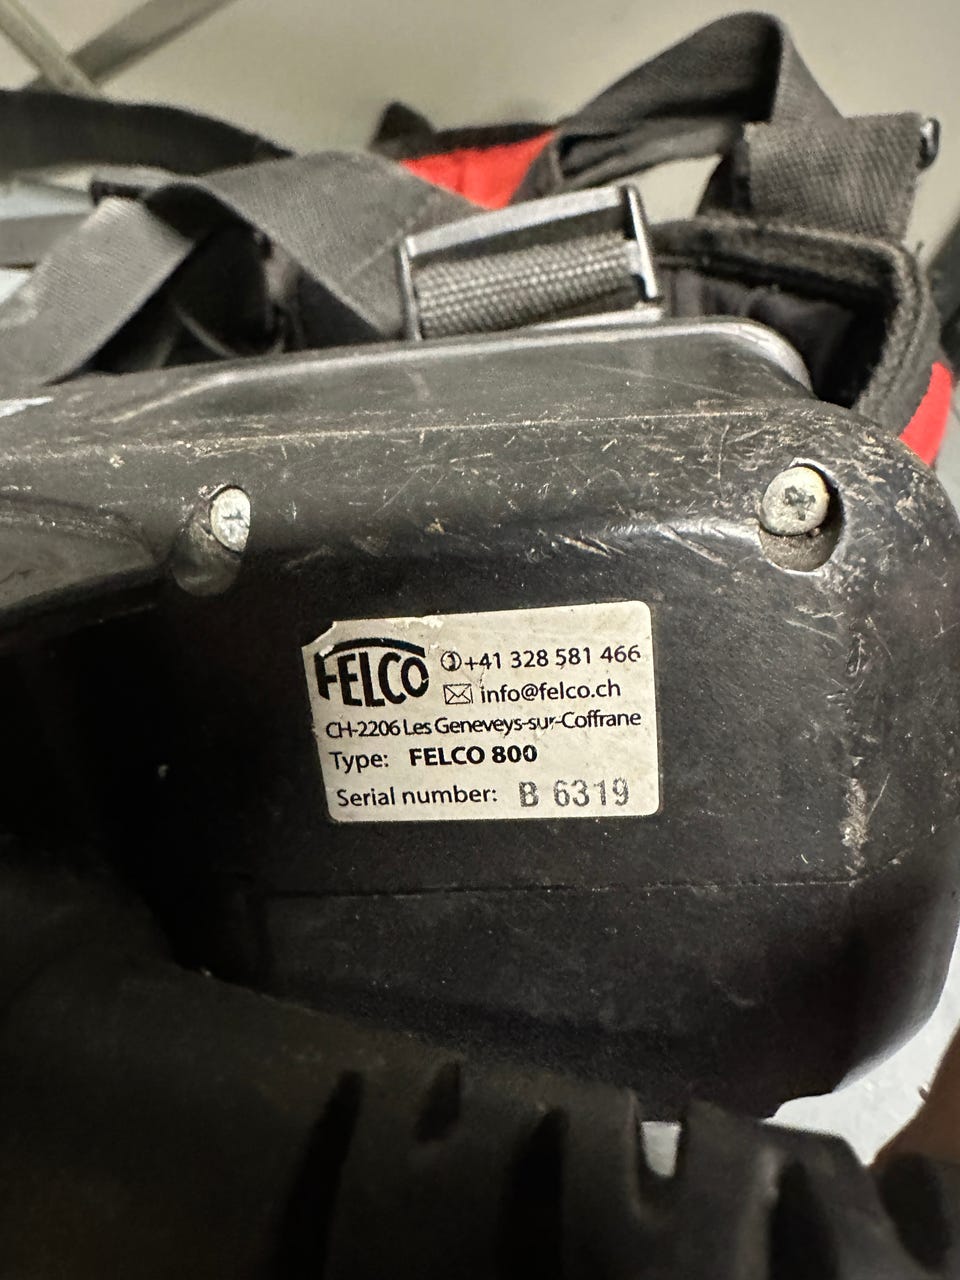 FELCO
+41 328 581 466
info@felco.ch
CH-2206 Les Geneveys-sur-Coffrane
Type: FELCO 800
Serial number: B 6319